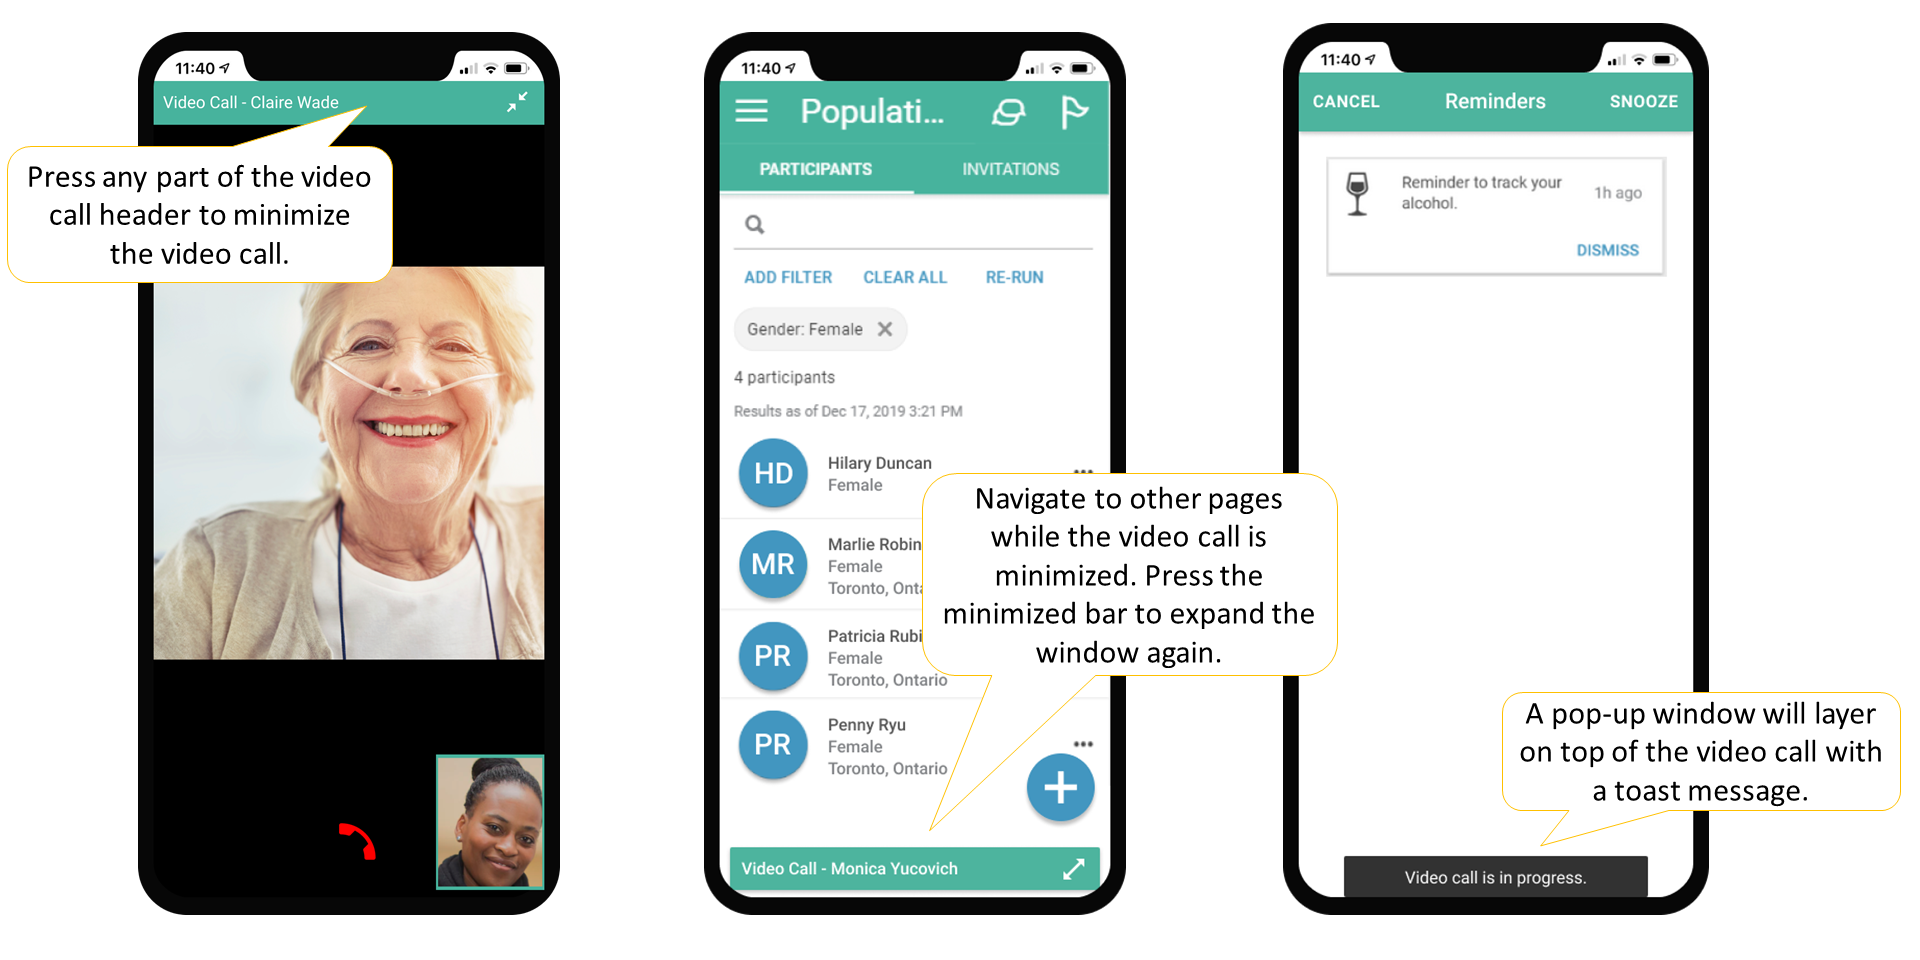 11:40
Video Call - Claire Wade
Press any part of the video
call header to minimize
the video call.
11:40
Populati...
PARTICIPANTS
INVITATIONS
ADD FILTER
CLEAR ALL
RE-RUN
Gender: Female
4 participants
Results as of Dec 17, 2019 3:21 PM
HD
Hilary Duncan
Female
MR
Marlie Robin
Female
Toronto, Onta
PR
Patricia Rubi
Female
Toronto, Ontario
PR
Penny Ryu
Female
Toronto, Ontario
Video Call - Monica Yucovich
Navigate to other pages
while the video call is
minimized. Press the
minimized bar to expand the
window again.
11:40
CANCEL
Reminders
SNOOZE
Reminder to track your
alcohol.
1h ago
DISMISS
A pop-up window will layer
on top of the video call with
a toast message.
Video call is in progress.